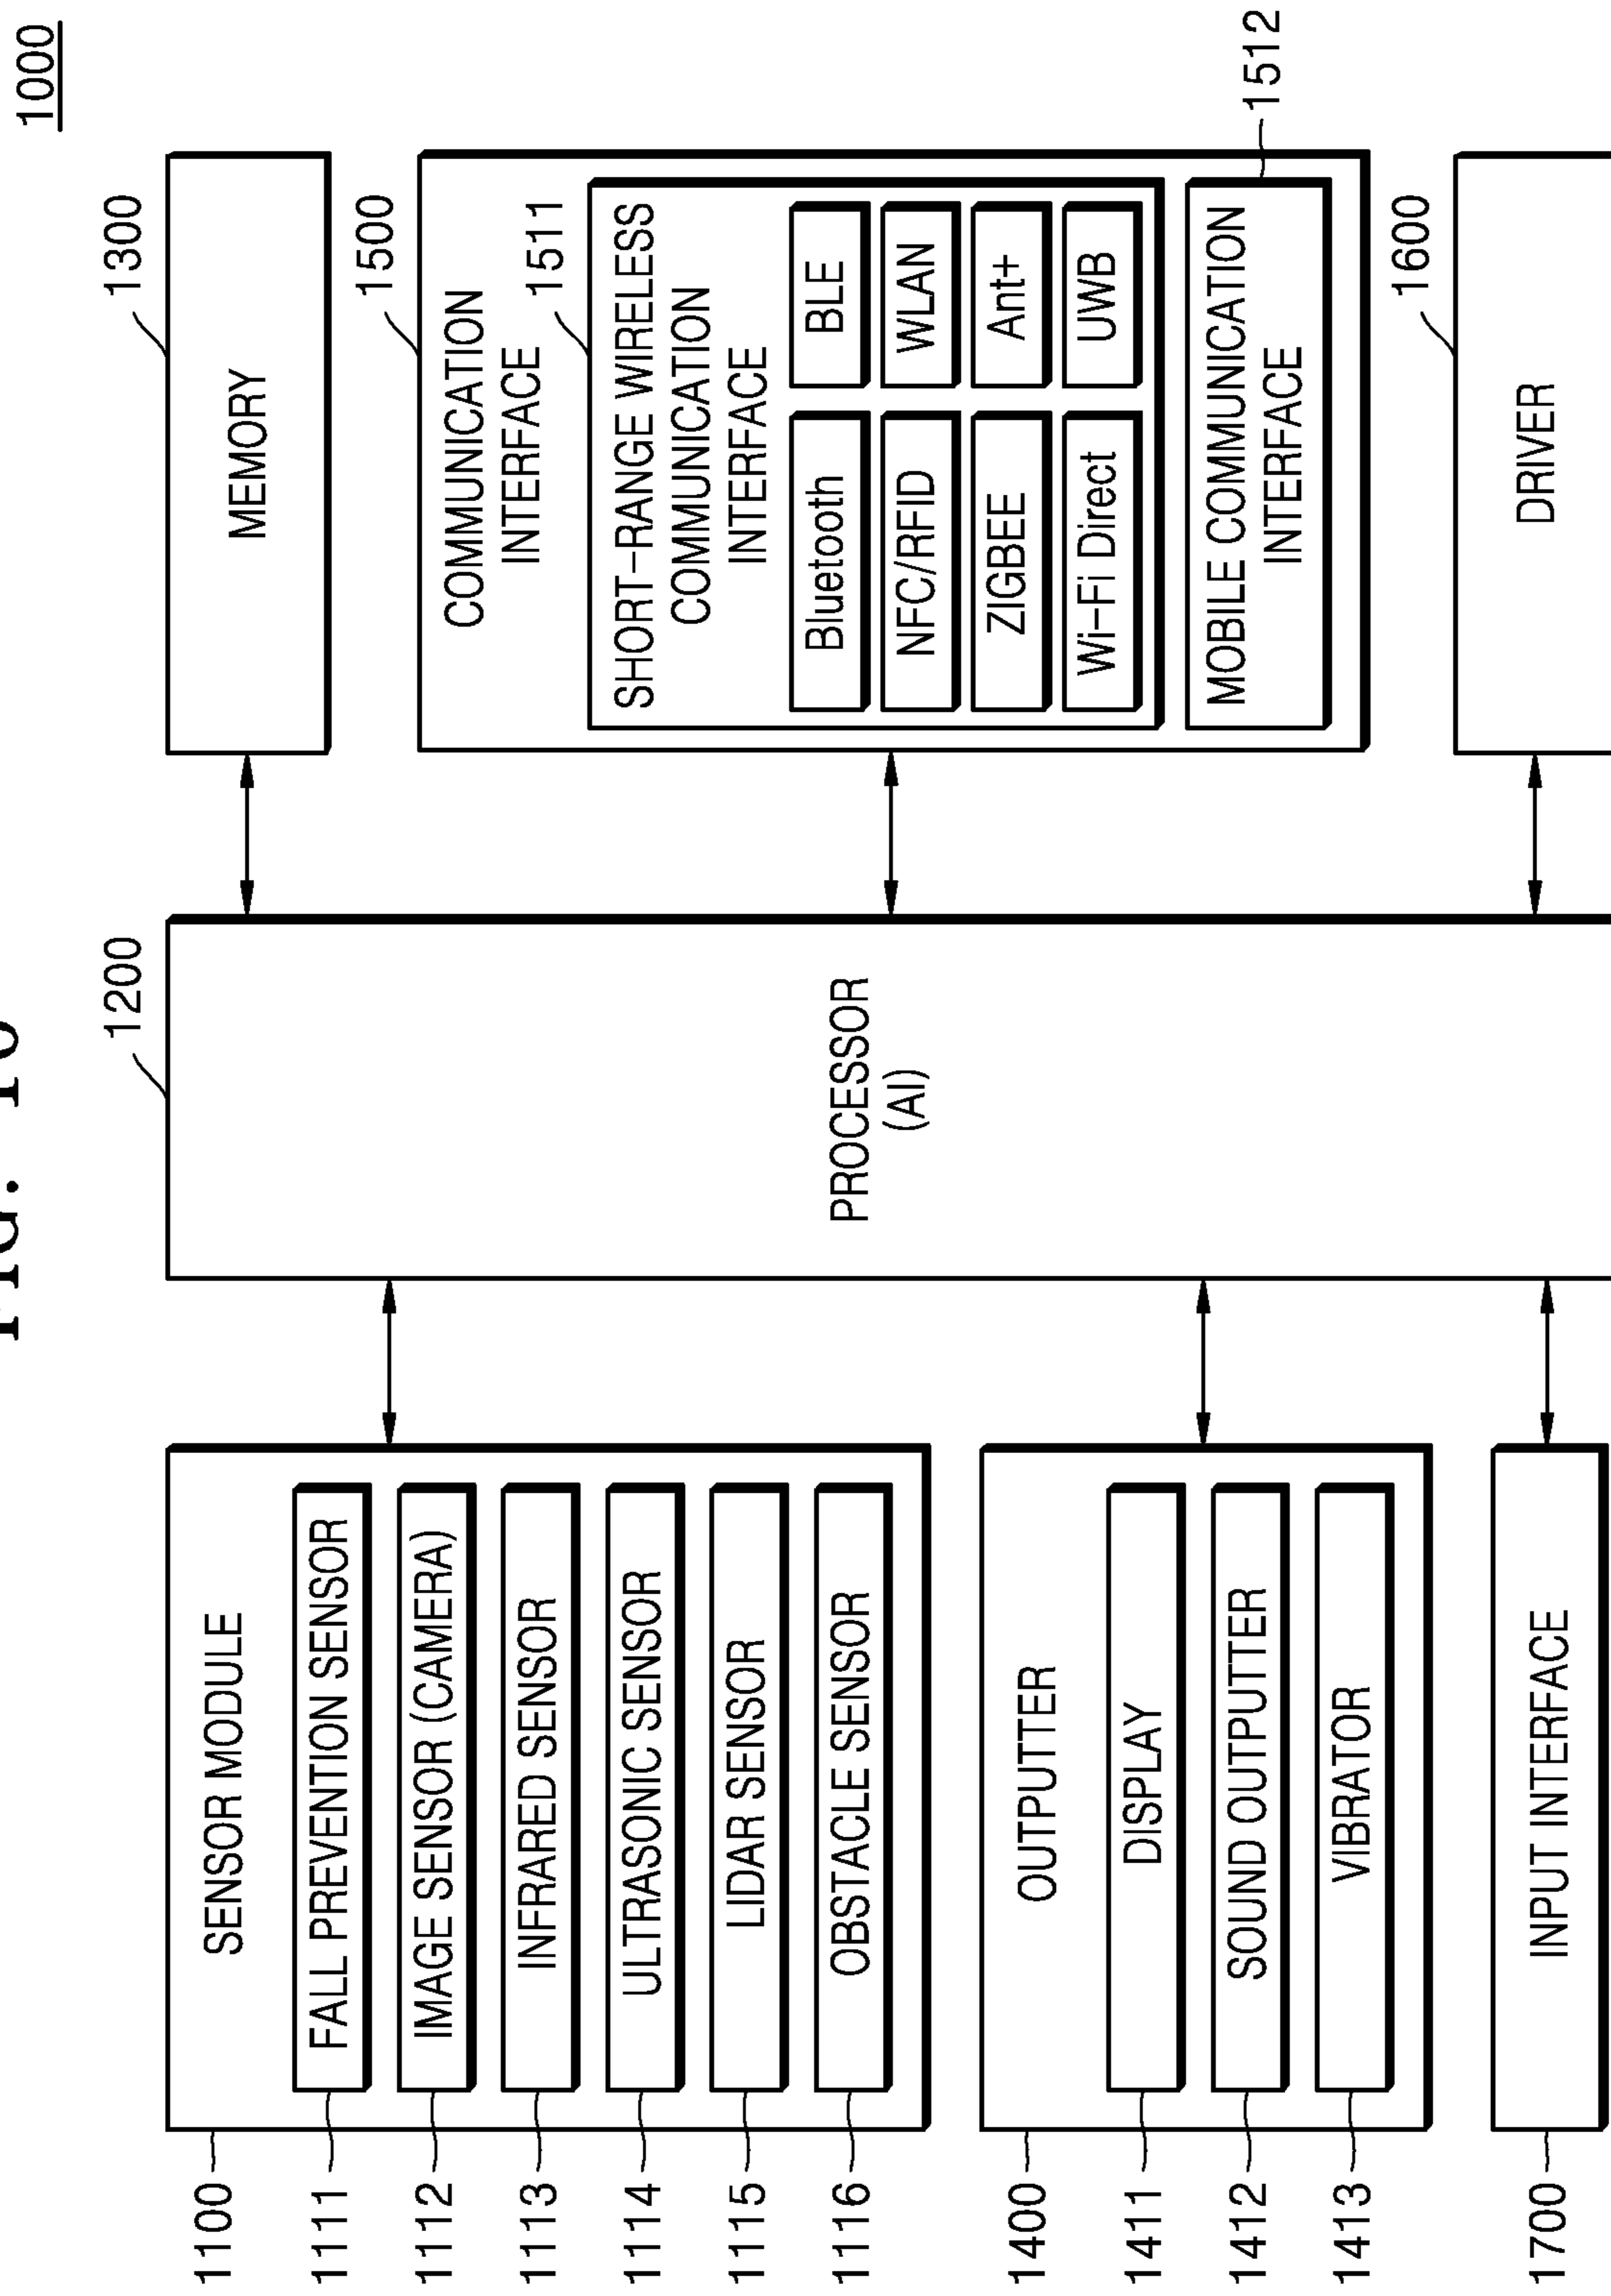 FIG.
1000
1100
SENSOR MODULE
1111
FALL PREVENTION SENSOR
1112
IMAGE SENSOR (CAMERA)
1113
INFRARED SENSOR
1114
ULTRASONIC SENSOR
1115
LIDAR SENSOR
1116
OBSTACLE SENSOR
1400
OUTPUTTER
1411
DISPLAY
1412
SOUND OUTPUTTER
1413
VIBRATOR
1700
INPUT INTERFACE
1200
PROCESSOR
(AI)
1300
MEMORY
1500
COMMUNICATION
INTERFACE
1511
SHORT-RANGE WIRELESS
COMMUNICATION
INTERFACE
Bluetooth
BLE
NFC/RFID
WLAN
ZIGBEE
Ant+
Wi-Fi Direct
UWB
MOBILE COMMUNICATION
INTERFACE
1512
1600
DRIVER